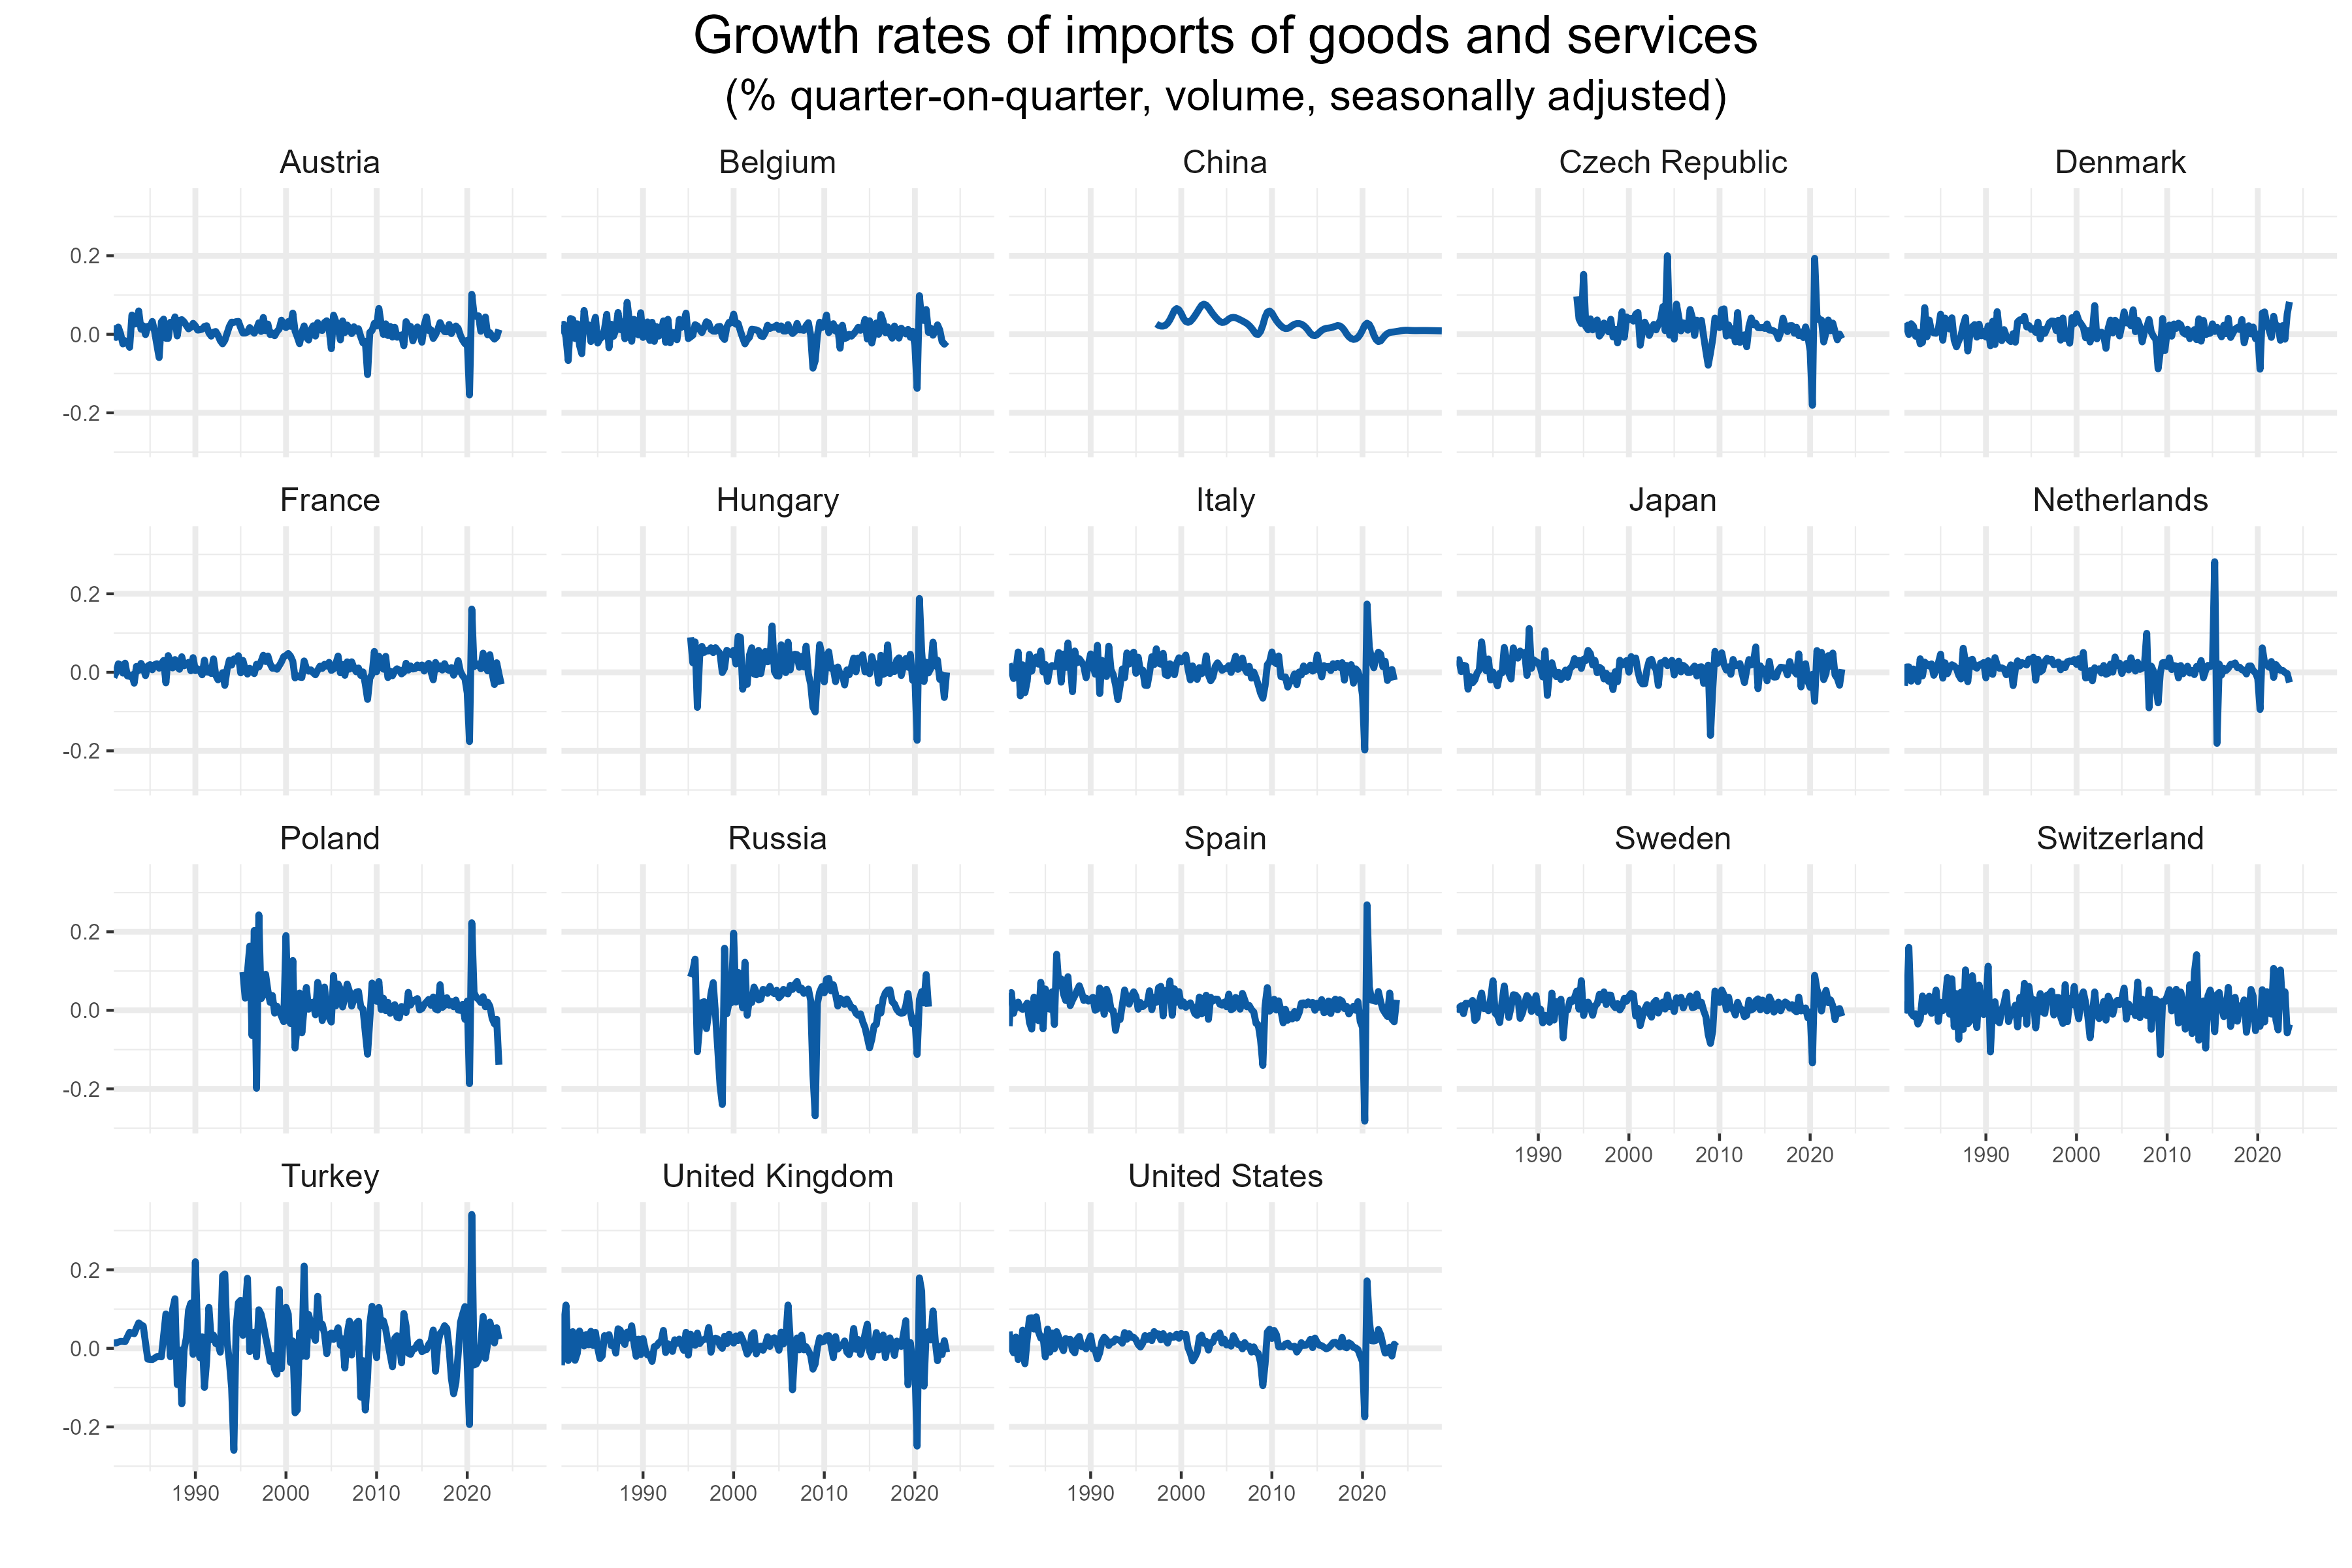 Growth rates of imports of goods and services
(% quarter-on-quarter, volume, seasonally adjusted)
Austria Belgium China Czech Republic Denmark
0.2
0.0
-0.2
France Hungary Italy Japan Netherlands
0.2
0.0
-0.2
Poland Russia Spain Sweden Switzerland
0.2
0.0
-0.2
1990 2000 2010 2020 1990 2000 2010 2020
Turkey United Kingdom United States
0.2
0.0
-0.2
1990 2000 2010 2020 1990 2000 2010 2020 1990 2000 2010 2020